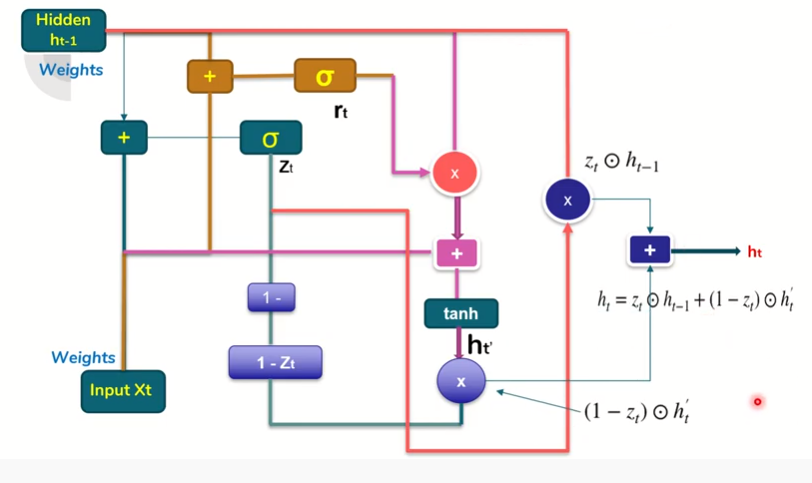 Hidden
ht-1
Weights
+
σ
rt
+
σ
Zt
x
zt ⊙ ht−1
x
+
+
ht
1 -
tanh
ht = zt ⊙ ht−1 + (1 − zt) ⊙ h't
ht'
Weights
1 - Zt
Input Xt
x
(1 − zt) ⊙ h't